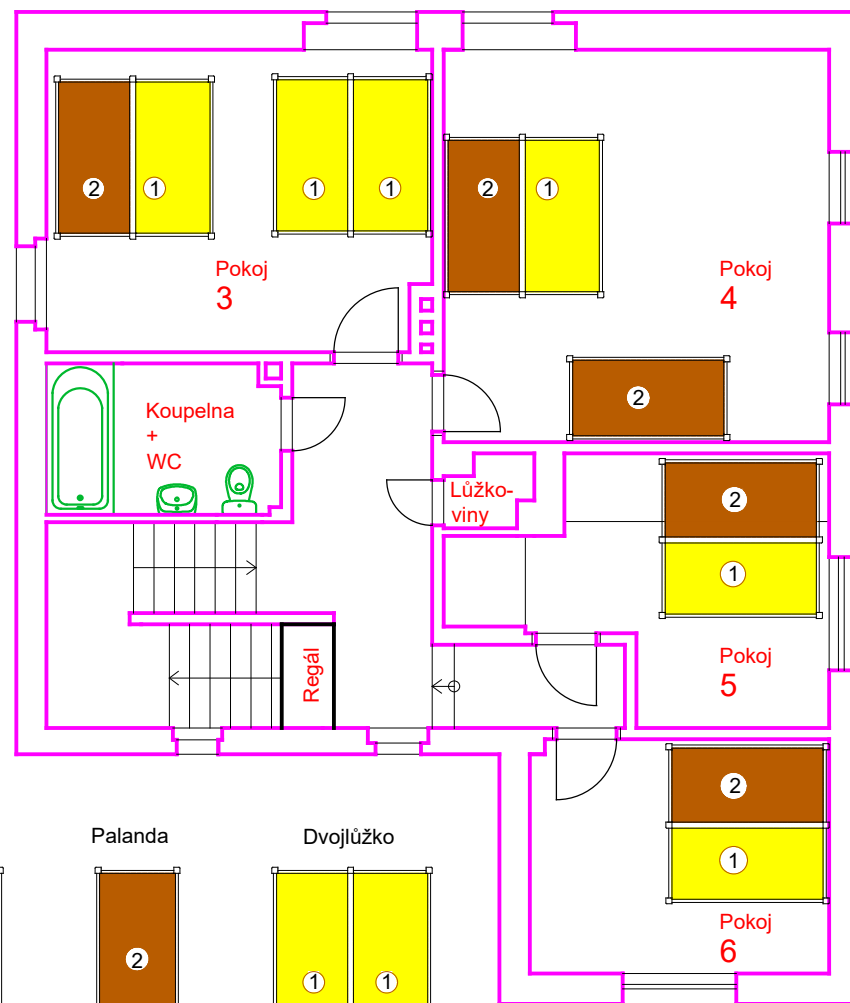 2
1
1
1
2
1
Pokoj
3
Pokoj
4
2
Koupelna
+
WC
Lůžko-
viny
2
1
Regál
Pokoj
5
2
1
Palanda
Dvojlůžko
2
1
1
Pokoj
6